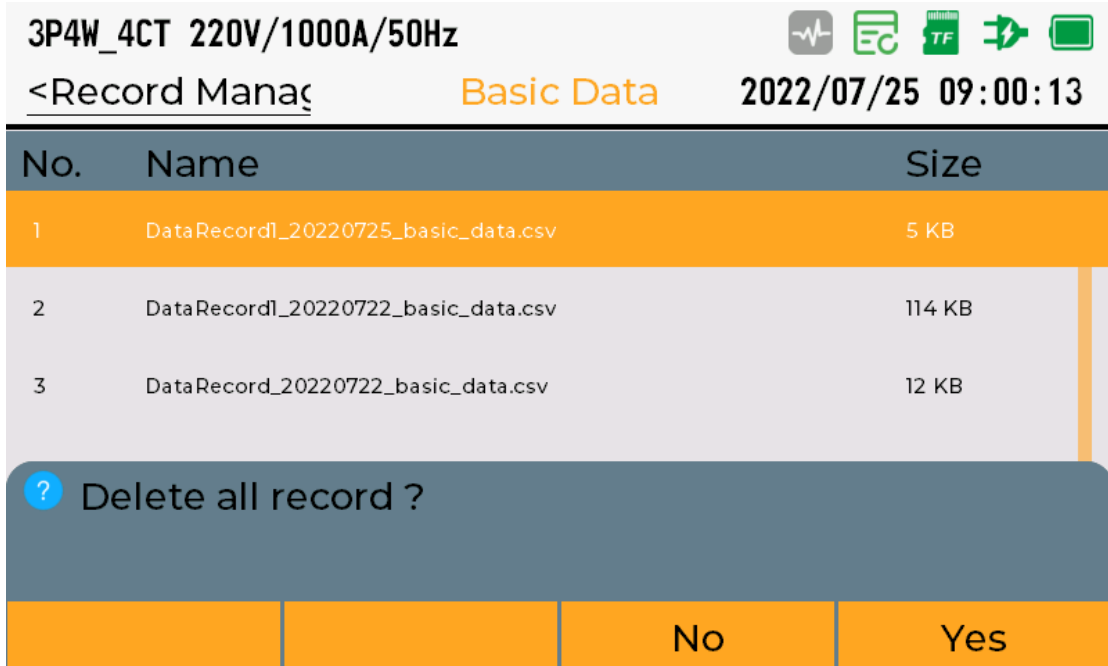 3P4W_4CT 220V/1000A/50Hz TF
<Record Manag Basic Data 2022/07/25 09:00:13
No. Name Size
1 DataRecord1_20220725_basic_data.csv 5 KB
2 DataRecord1_20220722_basic_data.csv 114 KB
3 DataRecord_20220722_basic_data.csv 12 KB
? Delete all record ?
No Yes